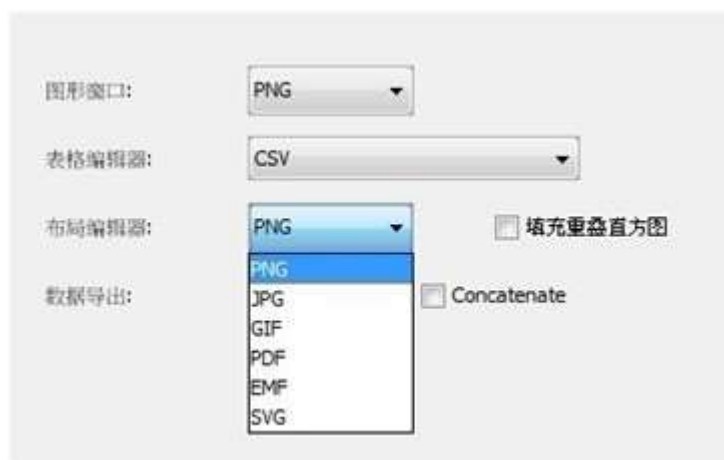 图形窗口: PNG
表格编辑器: CSV
布局编辑器: PNG 填充重叠直方图
PNG
数据导出: JPG Concatenate
GIF
PDF
EMF
SVG